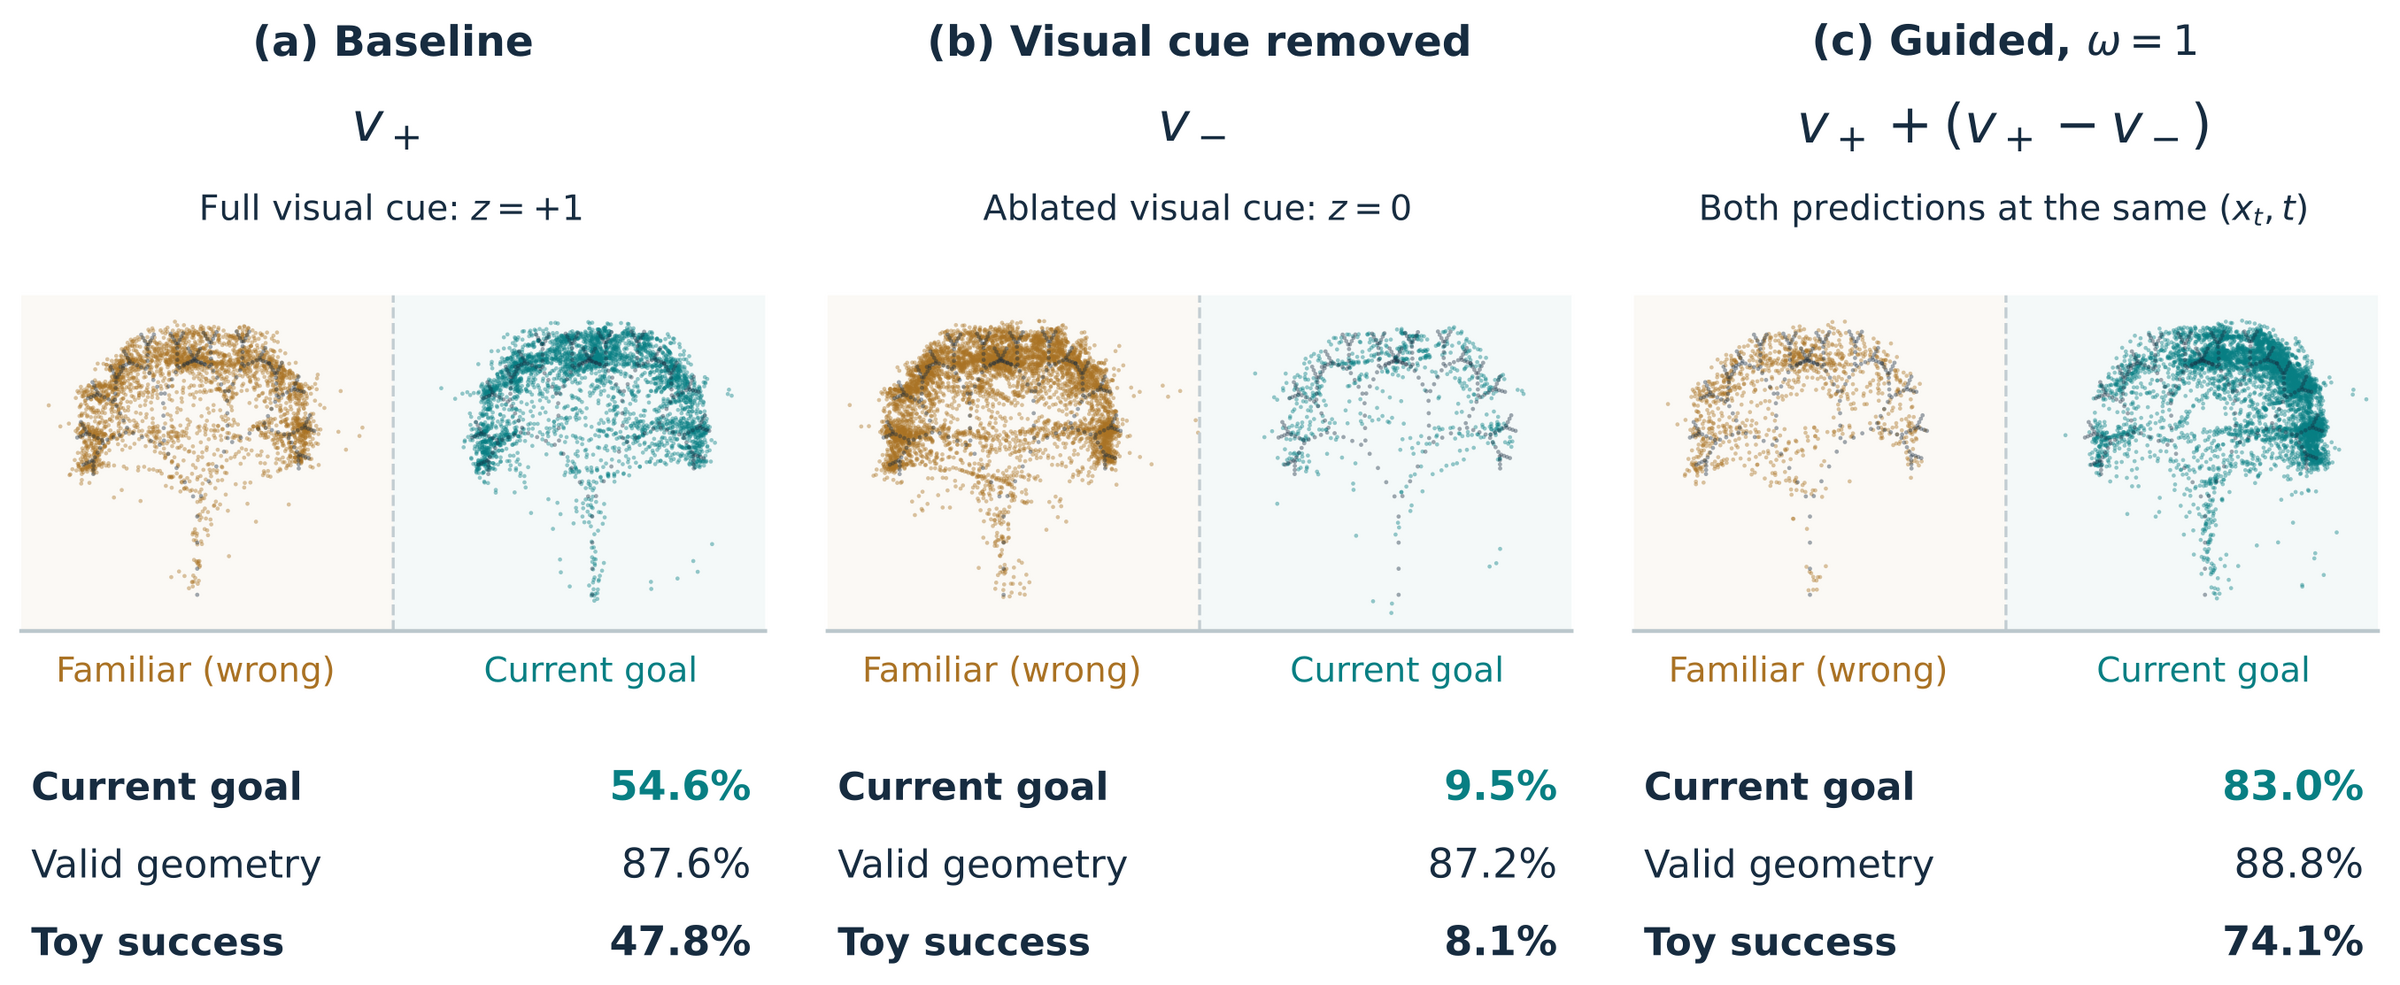 (a) Baseline
v₊
Full visual cue: z = +1
Familiar (wrong)
Current goal
Current goal 54.6%
Valid geometry 87.6%
Toy success 47.8%
(b) Visual cue removed
v₋
Ablated visual cue: z = 0
Familiar (wrong)
Current goal
Current goal 9.5%
Valid geometry 87.2%
Toy success 8.1%
(c) Guided, ω = 1
v₊ + (v₊ − v₋)
Both predictions at the same (xₜ, t)
Familiar (wrong)
Current goal
Current goal 83.0%
Valid geometry 88.8%
Toy success 74.1%